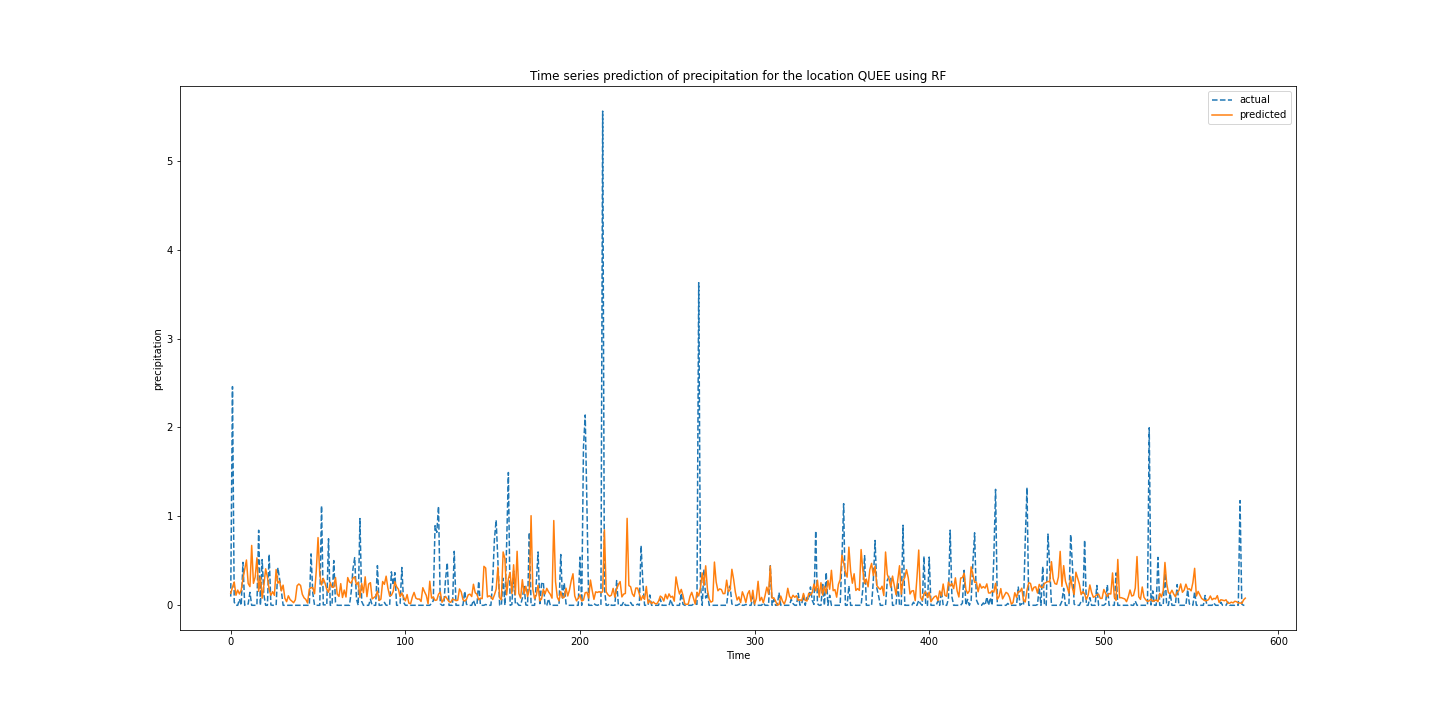 Time series prediction of precipitation for the location QUEE using RF
actual
predicted
5
4
3
2
1
0
precipitation
0 100 200 300 400 500 600
Time